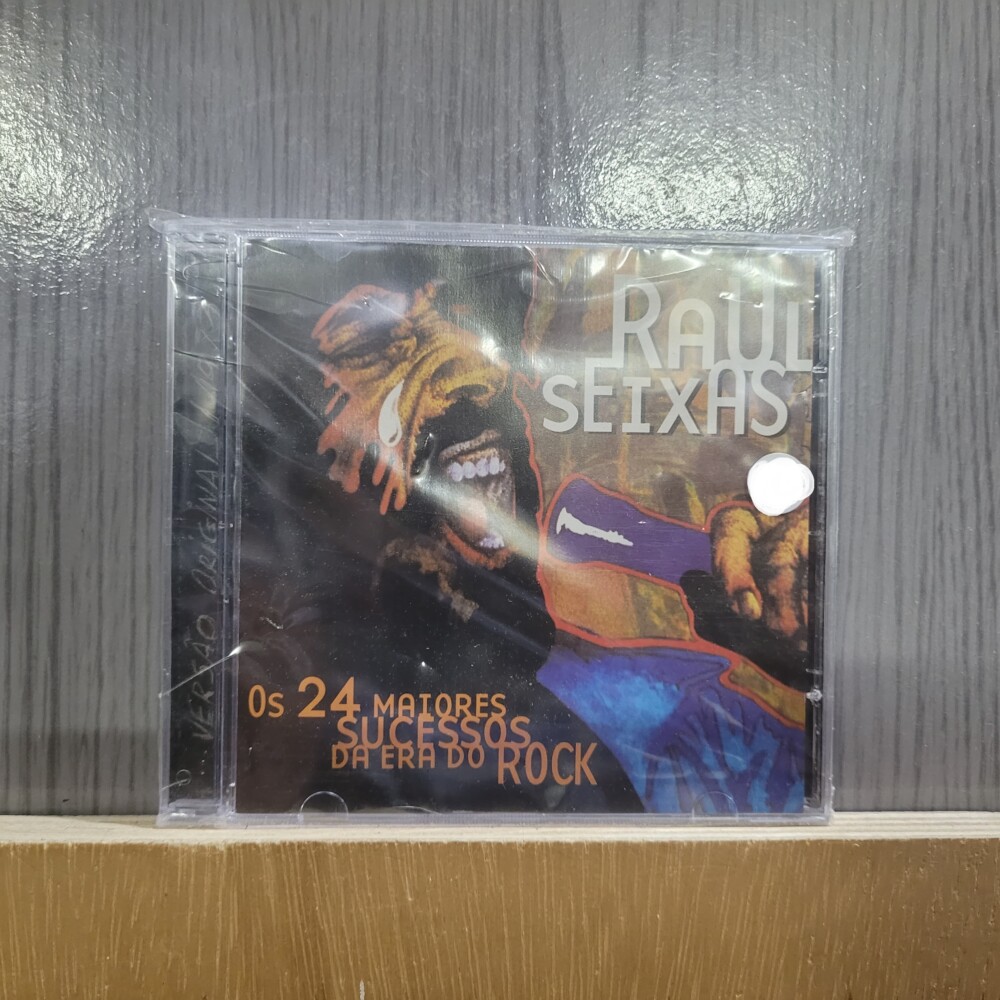 RAUL
SEIXAS
Os 24 MAIORES
SUCESSOS
DA ERA DO ROCK
... VERSÃO ORIGINAL